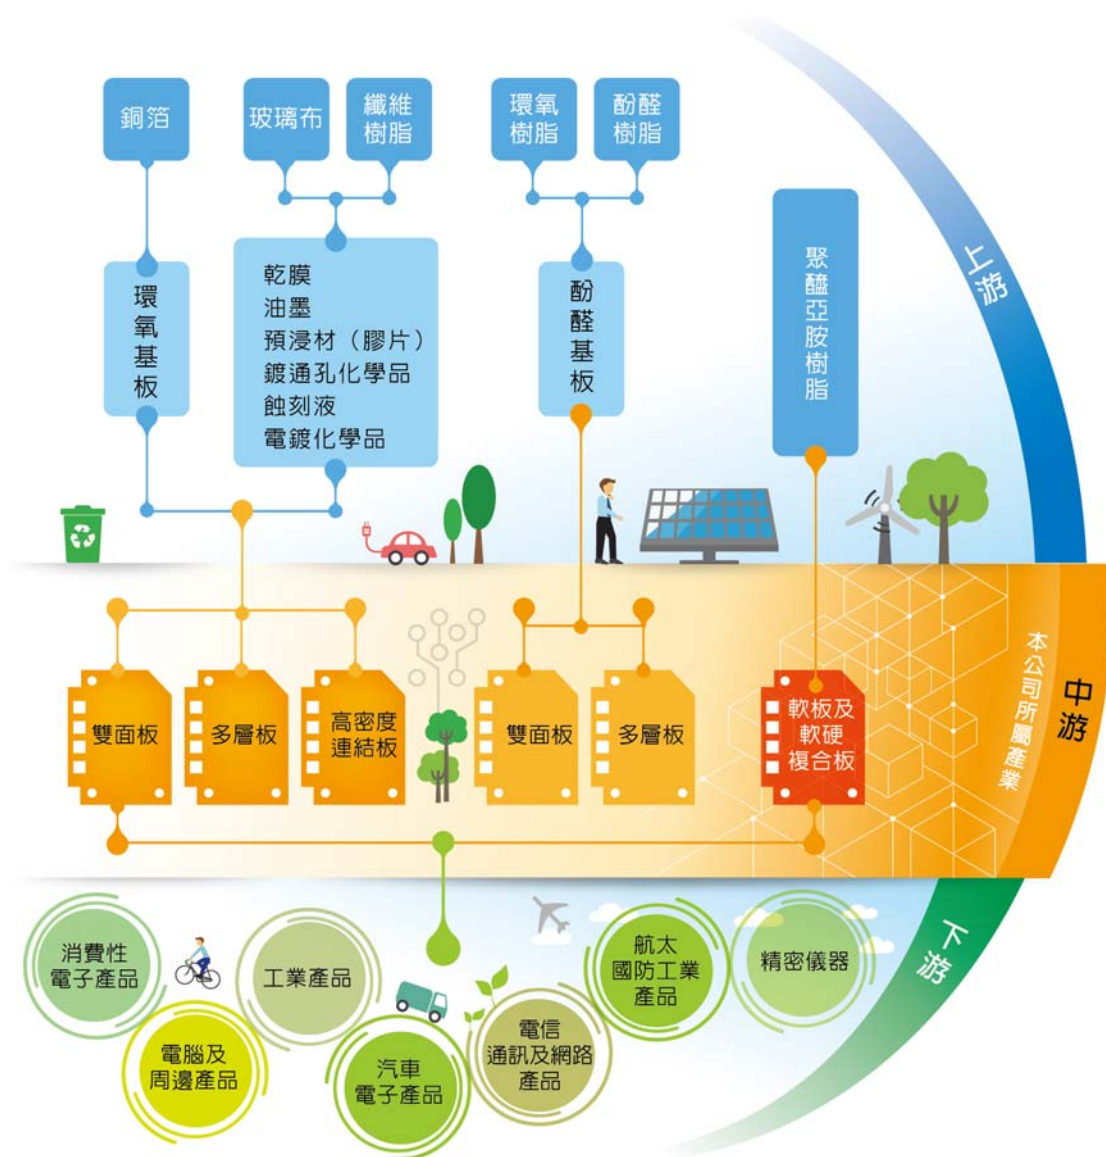 銅箔
玻璃布
纖維
樹脂
環氧
樹脂
酚醛
樹脂
環氧基板
乾膜
油墨
預浸材（膠片）
鍍通孔化學品
蝕刻液
電鍍化學品
酚醛基板
聚醯亞胺樹脂
上游
雙面板
多層板
高密度
連結板
雙面板
多層板
軟板及
軟硬
複合板
本公司所屬產業
中游
消費性
電子產品
電腦及
周邊產品
工業產品
汽車
電子產品
電信
通訊及網路
產品
航太
國防工業
產品
精密儀器
下游